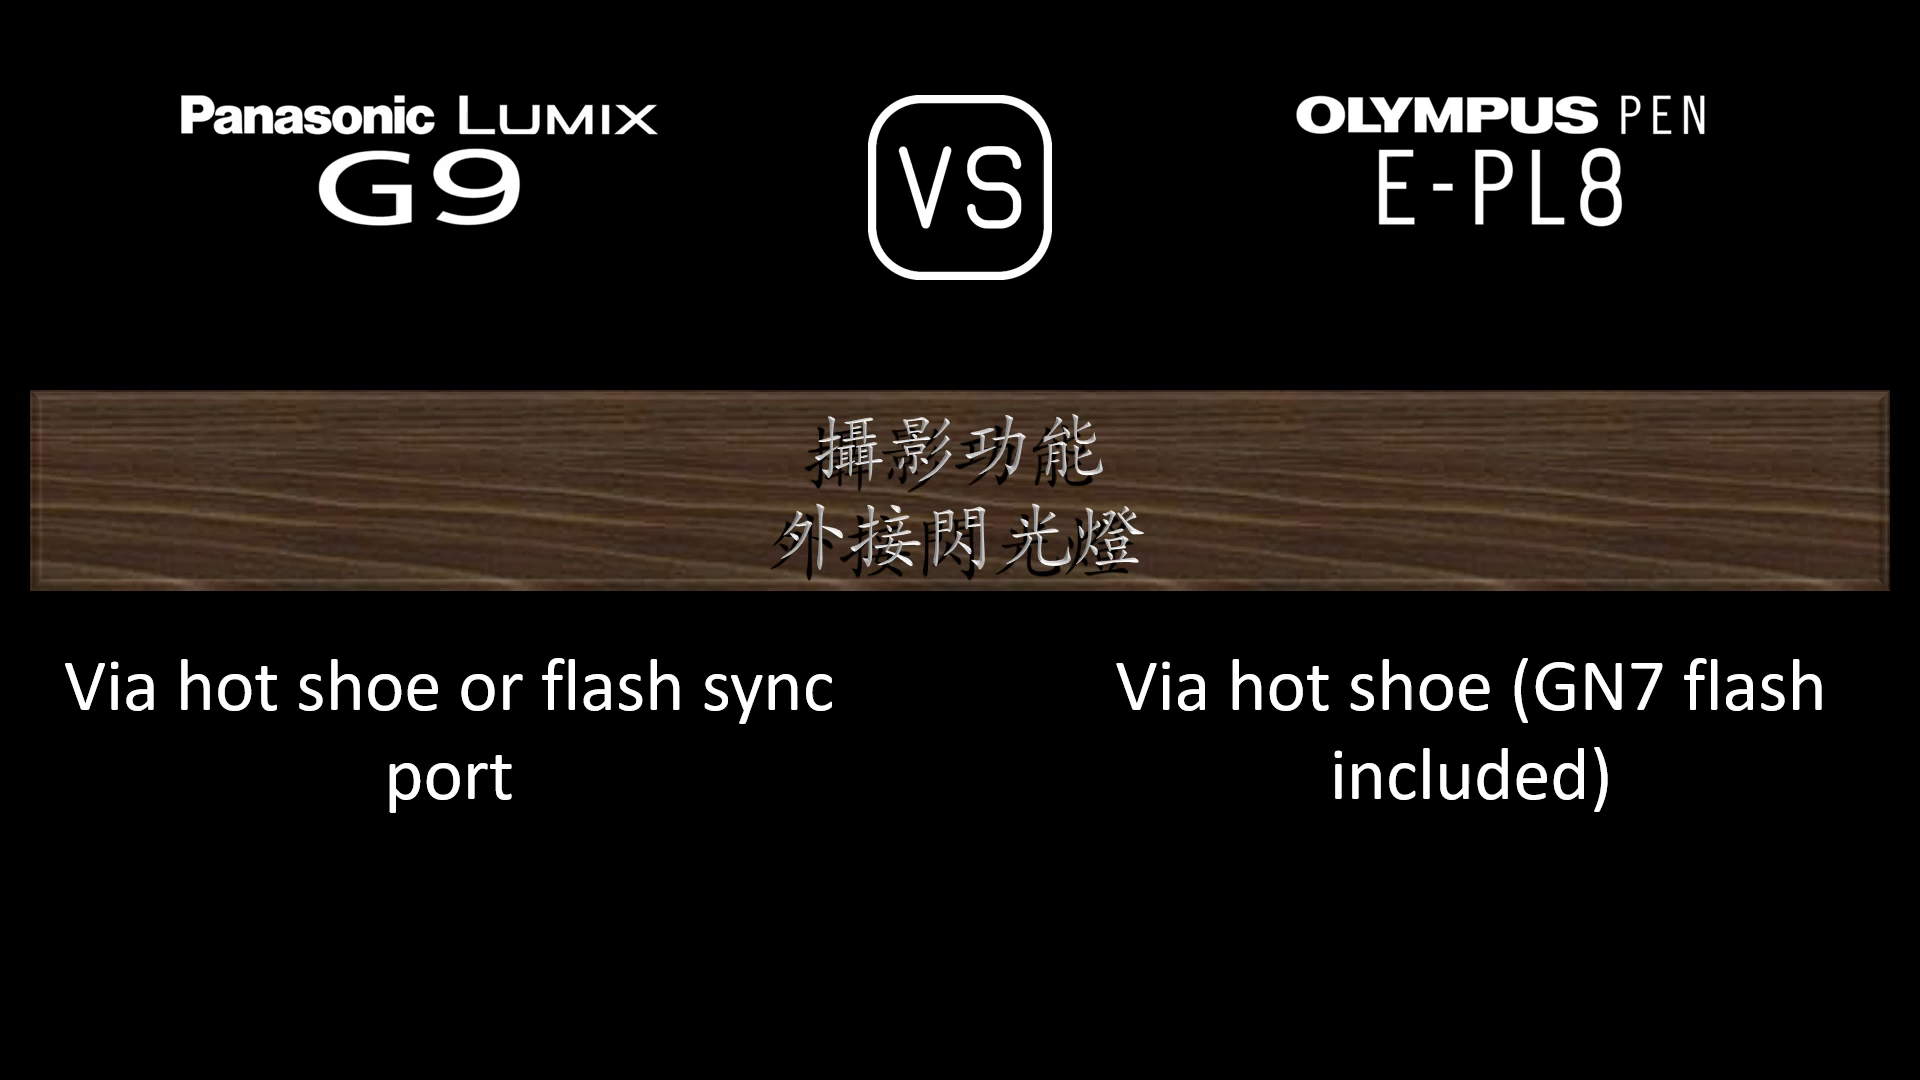 Panasonic LUMIX
G9
VS
OLYMPUS PEN
E-PL8
攝影功能
外接閃光燈
Via hot shoe or flash sync
port
Via hot shoe (GN7 flash
included)